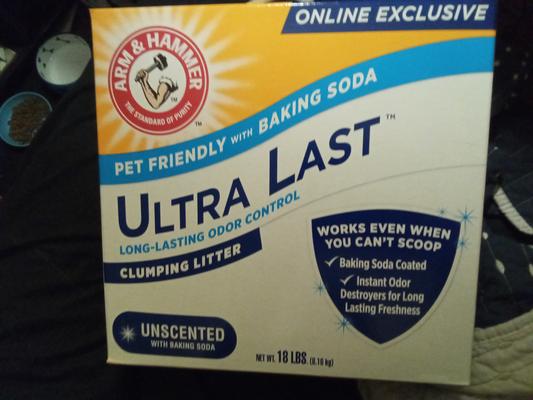 ONLINE EXCLUSIVE
ARM & HAMMER
THE STANDARD OF PURITY
™
PET FRIENDLY WITH BAKING SODA
ULTRA LAST™
LONG-LASTING ODOR CONTROL
CLUMPING LITTER
WORKS EVEN WHEN
YOU CAN'T SCOOP
✓ Baking Soda Coated
✓ Instant Odor
Destroyers for Long
Lasting Freshness
UNSCENTED
WITH BAKING SODA
NET WT. 18 LBS. (8.16 kg)